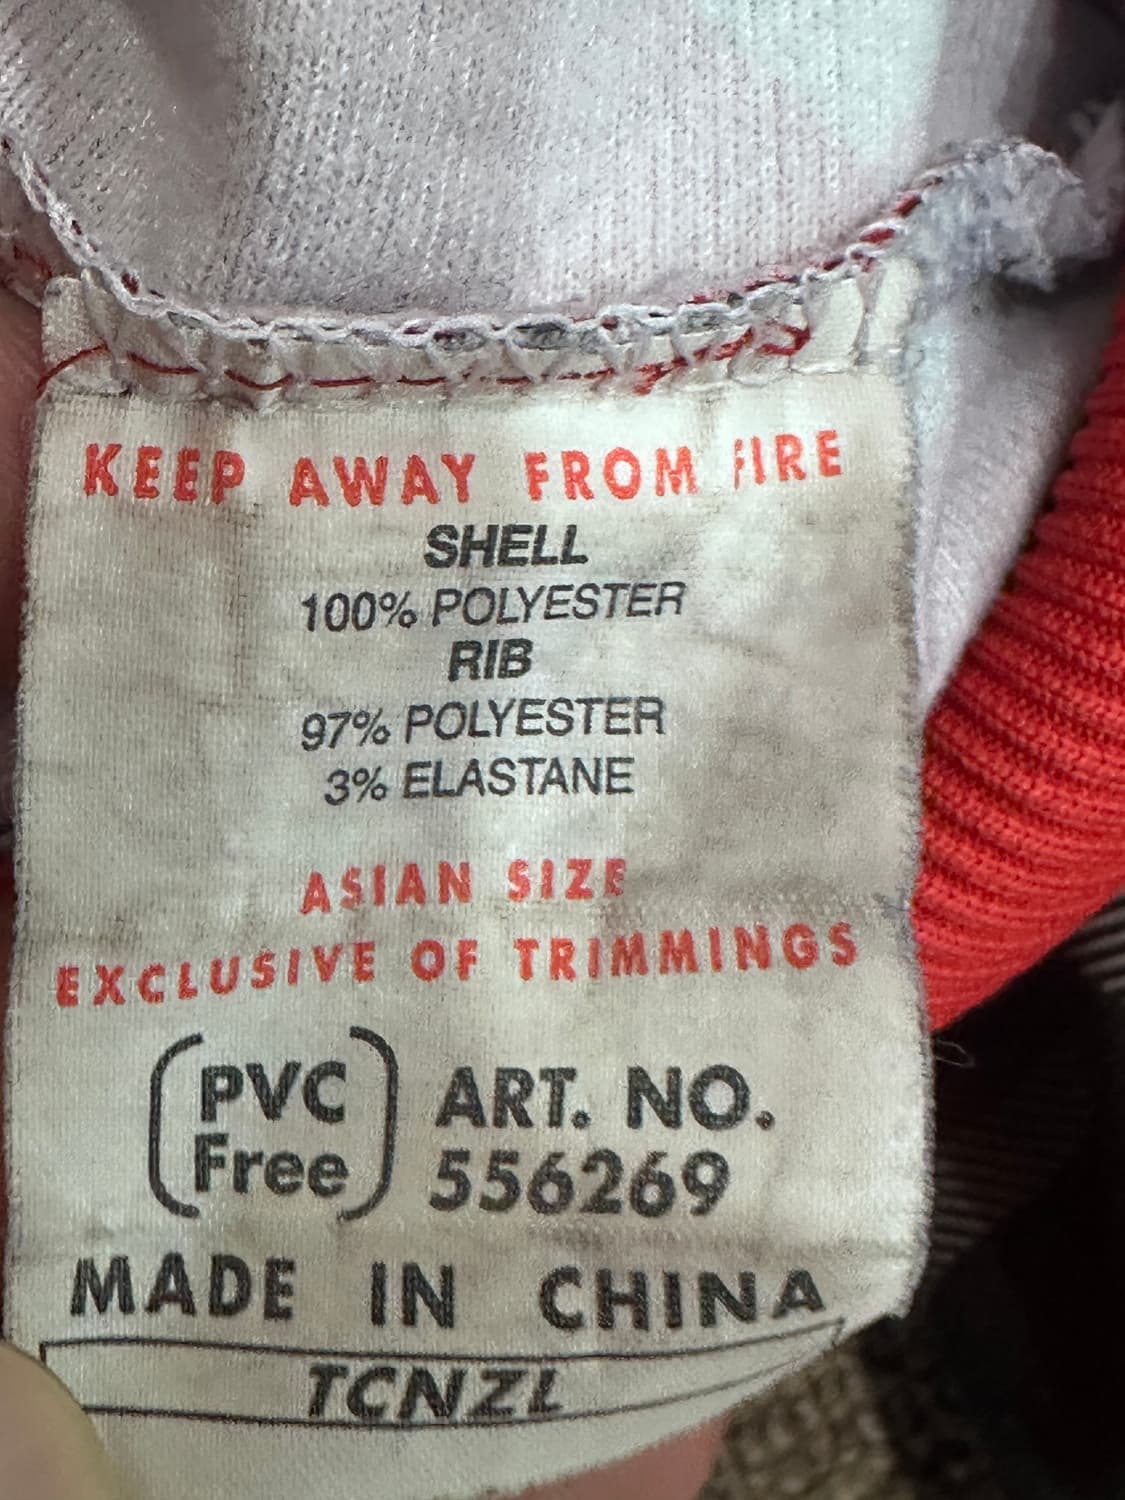 KEEP AWAY FROM FIRE
SHELL
100% POLYESTER
RIB
97% POLYESTER
3% ELASTANE
ASIAN SIZE
EXCLUSIVE OF TRIMMINGS
PVC Free
ART. NO.
556269
MADE IN CHINA
TCNZL